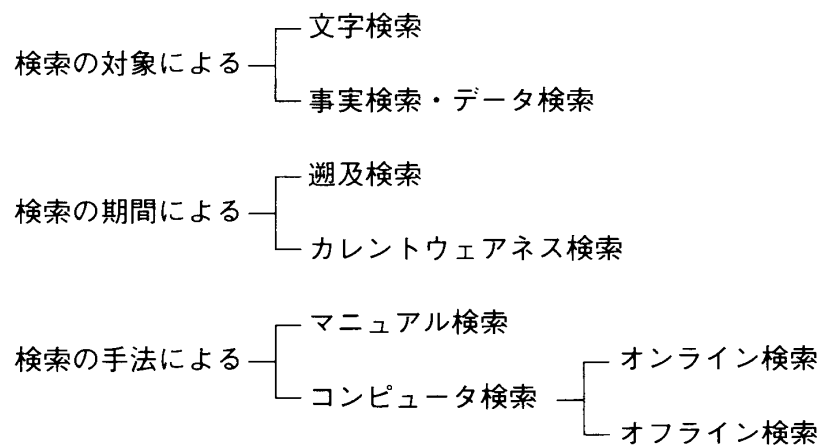 文字検索
検索の対象による
事実検索・データ検索
遡及検索
検索の期間による
カレントウェアネス検索
マニュアル検索
検索の手法による
オンライン検索
コンピュータ検索
オフライン検索